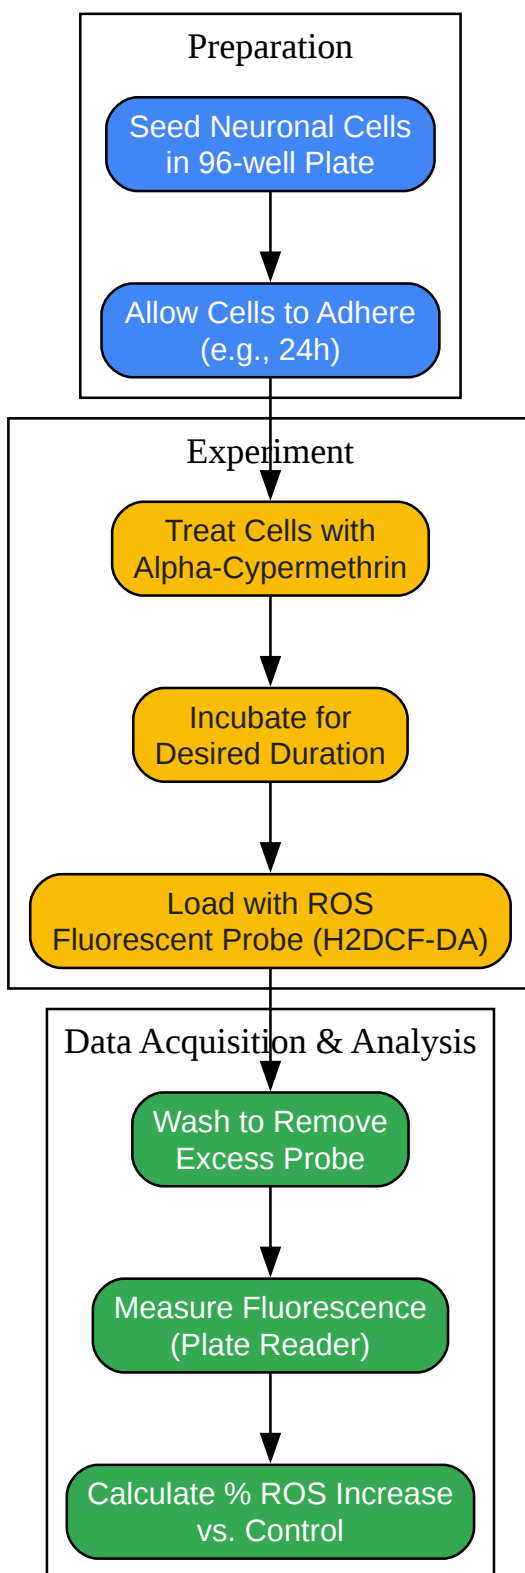 Preparation
Seed Neuronal Cells
in 96-well Plate
Allow Cells to Adhere
(e.g., 24h)
Experiment
Treat Cells with
Alpha-Cypermethrin
Incubate for
Desired Duration
Load with ROS
Fluorescent Probe (H2DCF-DA)
Data Acquisition & Analysis
Wash to Remove
Excess Probe
Measure Fluorescence
(Plate Reader)
Calculate % ROS Increase
vs. Control